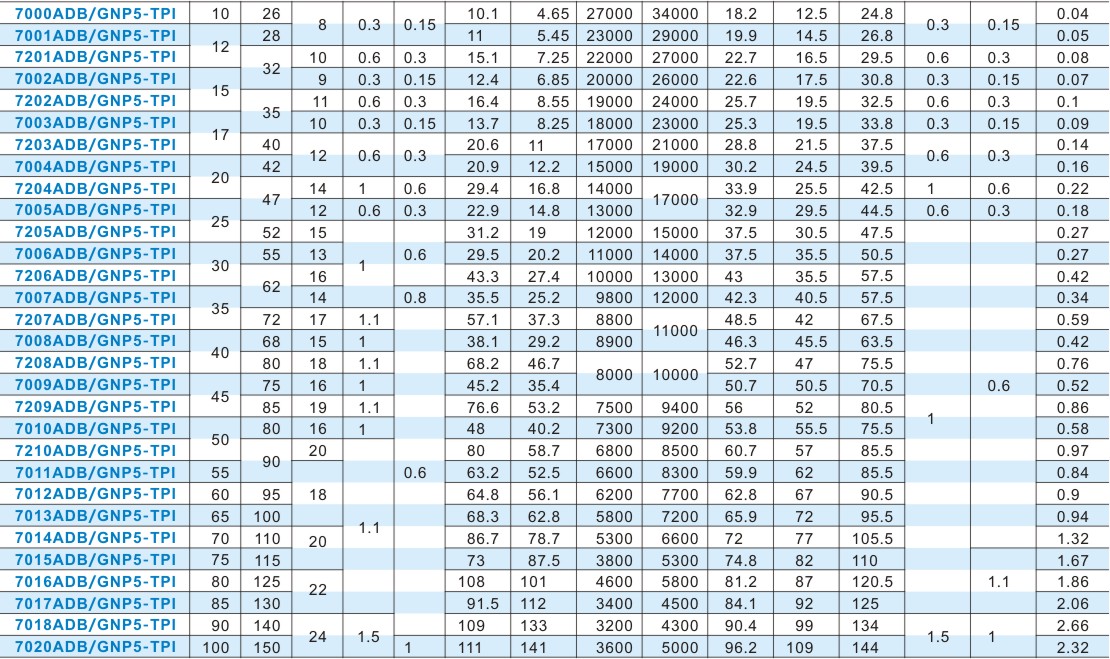 7000ADB/GNP5-TPI 10 26 8 0.3 0.15 10.1 4.65 27000 34000 18.2 12.5 24.8 0.3 0.15 0.04
7001ADB/GNP5-TPI 12 28 11 5.45 23000 29000 19.9 14.5 26.8 0.05
7201ADB/GNP5-TPI 32 10 0.6 0.3 15.1 7.25 22000 27000 22.7 16.5 29.5 0.6 0.3 0.08
7002ADB/GNP5-TPI 15 9 0.3 0.15 12.4 6.85 20000 26000 22.6 17.5 30.8 0.3 0.15 0.07
7202ADB/GNP5-TPI 35 11 0.6 0.3 16.4 8.55 19000 24000 25.7 19.5 32.5 0.6 0.3 0.1
7003ADB/GNP5-TPI 17 10 0.3 0.15 13.7 8.25 18000 23000 25.3 19.5 33.8 0.3 0.15 0.09
7203ADB/GNP5-TPI 40 12 0.6 0.3 20.6 11 17000 21000 28.8 21.5 37.5 0.6 0.3 0.14
7004ADB/GNP5-TPI 20 42 20.9 12.2 15000 19000 30.2 24.5 39.5 0.16
7204ADB/GNP5-TPI 47 14 1 0.6 29.4 16.8 14000 17000 33.9 25.5 42.5 1 0.6 0.22
7005ADB/GNP5-TPI 25 12 0.6 0.3 22.9 14.8 13000 32.9 29.5 44.5 0.6 0.3 0.18
7205ADB/GNP5-TPI 52 15 31.2 19 12000 15000 37.5 30.5 47.5 0.27
7006ADB/GNP5-TPI 30 55 13 1 0.6 29.5 20.2 11000 14000 37.5 35.5 50.5 0.27
7206ADB/GNP5-TPI 62 16 43.3 27.4 10000 13000 43 35.5 57.5 0.42
7007ADB/GNP5-TPI 35 14 0.8 35.5 25.2 9800 12000 42.3 40.5 57.5 0.34
7207ADB/GNP5-TPI 72 17 1.1 57.1 37.3 8800 11000 48.5 42 67.5 0.59
7008ADB/GNP5-TPI 40 68 15 1 38.1 29.2 8900 46.3 45.5 63.5 0.42
7208ADB/GNP5-TPI 80 18 1.1 68.2 46.7 8000 10000 52.7 47 75.5 0.76
7009ADB/GNP5-TPI 45 75 16 1 45.2 35.4 50.7 50.5 70.5 0.6 0.52
7209ADB/GNP5-TPI 85 19 1.1 76.6 53.2 7500 9400 56 52 80.5 1 0.86
7010ADB/GNP5-TPI 50 80 16 1 48 40.2 7300 9200 53.8 55.5 75.5 0.58
7210ADB/GNP5-TPI 90 20 80 58.7 6800 8500 60.7 57 85.5 0.97
7011ADB/GNP5-TPI 55 0.6 63.2 52.5 6600 8300 59.9 62 85.5 0.84
7012ADB/GNP5-TPI 60 95 18 64.8 56.1 6200 7700 62.8 67 90.5 0.9
7013ADB/GNP5-TPI 65 100 1.1 68.3 62.8 5800 7200 65.9 72 95.5 0.94
7014ADB/GNP5-TPI 70 110 20 86.7 78.7 5300 6600 72 77 105.5 1.32
7015ADB/GNP5-TPI 75 115 73 87.5 3800 5300 74.8 82 110 1.67
7016ADB/GNP5-TPI 80 125 22 108 101 4600 5800 81.2 87 120.5 1.1 1.86
7017ADB/GNP5-TPI 85 130 91.5 112 3400 4500 84.1 92 125 2.06
7018ADB/GNP5-TPI 90 140 24 1.5 109 133 3200 4300 90.4 99 134 1.5 1 2.66
7020ADB/GNP5-TPI 100 150 1 111 141 3600 5000 96.2 109 144 2.32